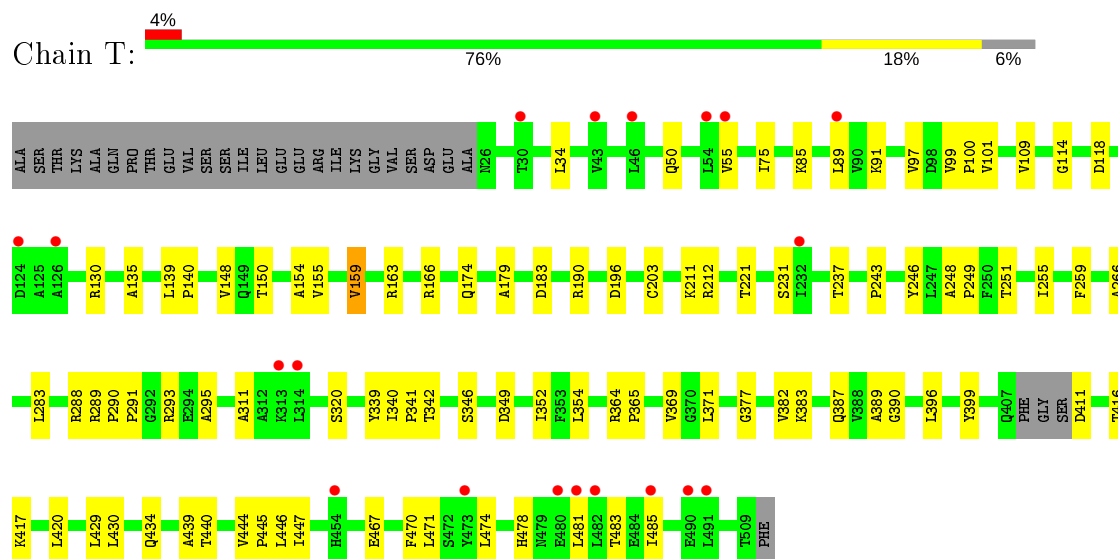 4%
Chain T:
76% 18% 6%
ALA SER THR LYS ALA GLN PRO THR GLU VAL SER SER ILE LEU GLU GLU ARG ILE LYS GLY VAL SER ASP GLU ALA N26 T30 L34 V43 L46 Q50 L54 V55 I75 K85 L89 V90 K91 V97 D98 V99 P100 V101 V109 G114 D118
D124 A125 A126 R130 A135 L139 P140 V148 Q149 T150 A154 V155 V159 R163 R166 Q174 A179 D183 R190 D196 C203 K211 R212 T221 S231 I232 T237 P243 Y246 L247 A248 P249 F250 T251 I255 F259 A266
L283 R288 R289 P290 P291 G292 R293 E294 A295 A311 A312 K313 L314 S320 Y339 I340 P341 T342 S346 D349 I352 F353 L354 R364 P365 V369 G370 L371 G377 V382 K383 Q387 V388 A389 G390 L396 Y399 Q407 PHE GLY SER D411
K417 L420 L429 L430 Q434 A439 T440 V444 P445 L446 I447 H454 E467 F470 L471 S472 Y473 L474 H478 N479 E480 L481 L482 T483 E484 I485 E490 L491 T509 PHE